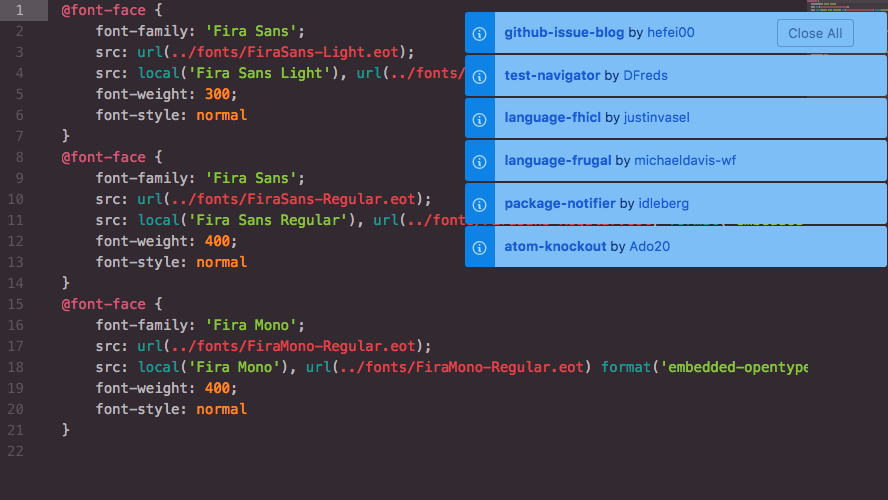 1 @font-face {
2 font-family: 'Fira Sans';
3 src: url(../fonts/FiraSans-Light.eot);
4 src: local('Fira Sans Light'), url(../fonts/
5 font-weight: 300;
6 font-style: normal
7 }
8 @font-face {
9 font-family: 'Fira Sans';
10 src: url(../fonts/FiraSans-Regular.eot);
11 src: local('Fira Sans Regular'), url(../fonts
12 font-weight: 400;
13 font-style: normal
14 }
15 @font-face {
16 font-family: 'Fira Mono';
17 src: url(../fonts/FiraMono-Regular.eot);
18 src: local('Fira Mono'), url(../fonts/FiraMono-Regular.eot) format('embedded-opentype
19 font-weight: 400;
20 font-style: normal
21 }
22
github-issue-blog by hefei00 Close All
test-navigator by DFreds
language-fhicl by justinvasel
language-frugal by michaeldavis-wf
package-notifier by idleberg
atom-knockout by Ado20